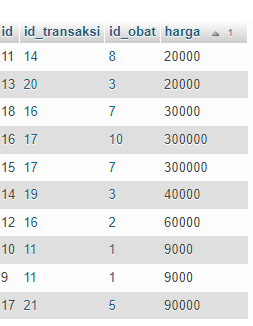 id id_transaksi id_obat harga 1
11 14 8 20000
13 20 3 20000
18 16 7 30000
16 17 10 300000
15 17 7 300000
14 19 3 40000
12 16 2 60000
10 11 1 9000
9 11 1 9000
17 21 5 90000